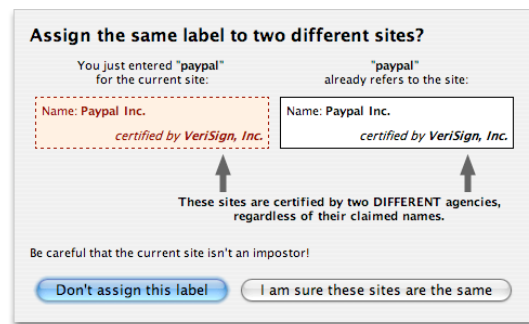 Assign the same label to two different sites?
You just entered "paypal"
for the current site:
"paypal"
already refers to the site:
Name: Paypal Inc.
certified by VeriSign, Inc.
Name: Paypal Inc.
certified by VeriSign, Inc.
These sites are certified by two DIFFERENT agencies,
regardless of their claimed names.
Be careful that the current site isn't an impostor!
Don't assign this label
I am sure these sites are the same